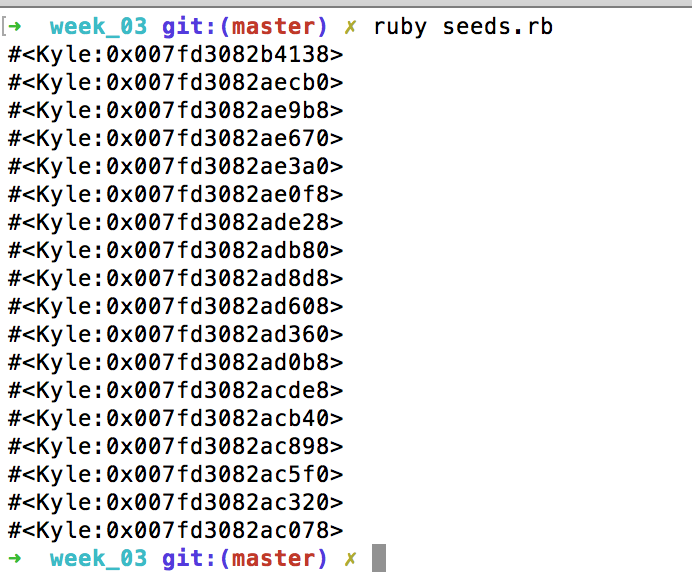 [➜ week_03 git:(master) ✗ ruby seeds.rb
#<Kyle:0x007fd3082b4138>
#<Kyle:0x007fd3082aecb0>
#<Kyle:0x007fd3082ae9b8>
#<Kyle:0x007fd3082ae670>
#<Kyle:0x007fd3082ae3a0>
#<Kyle:0x007fd3082ae0f8>
#<Kyle:0x007fd3082ade28>
#<Kyle:0x007fd3082adb80>
#<Kyle:0x007fd3082ad8d8>
#<Kyle:0x007fd3082ad608>
#<Kyle:0x007fd3082ad360>
#<Kyle:0x007fd3082ad0b8>
#<Kyle:0x007fd3082acde8>
#<Kyle:0x007fd3082acb40>
#<Kyle:0x007fd3082ac898>
#<Kyle:0x007fd3082ac5f0>
#<Kyle:0x007fd3082ac320>
#<Kyle:0x007fd3082ac078>
➜ week_03 git:(master) ✗